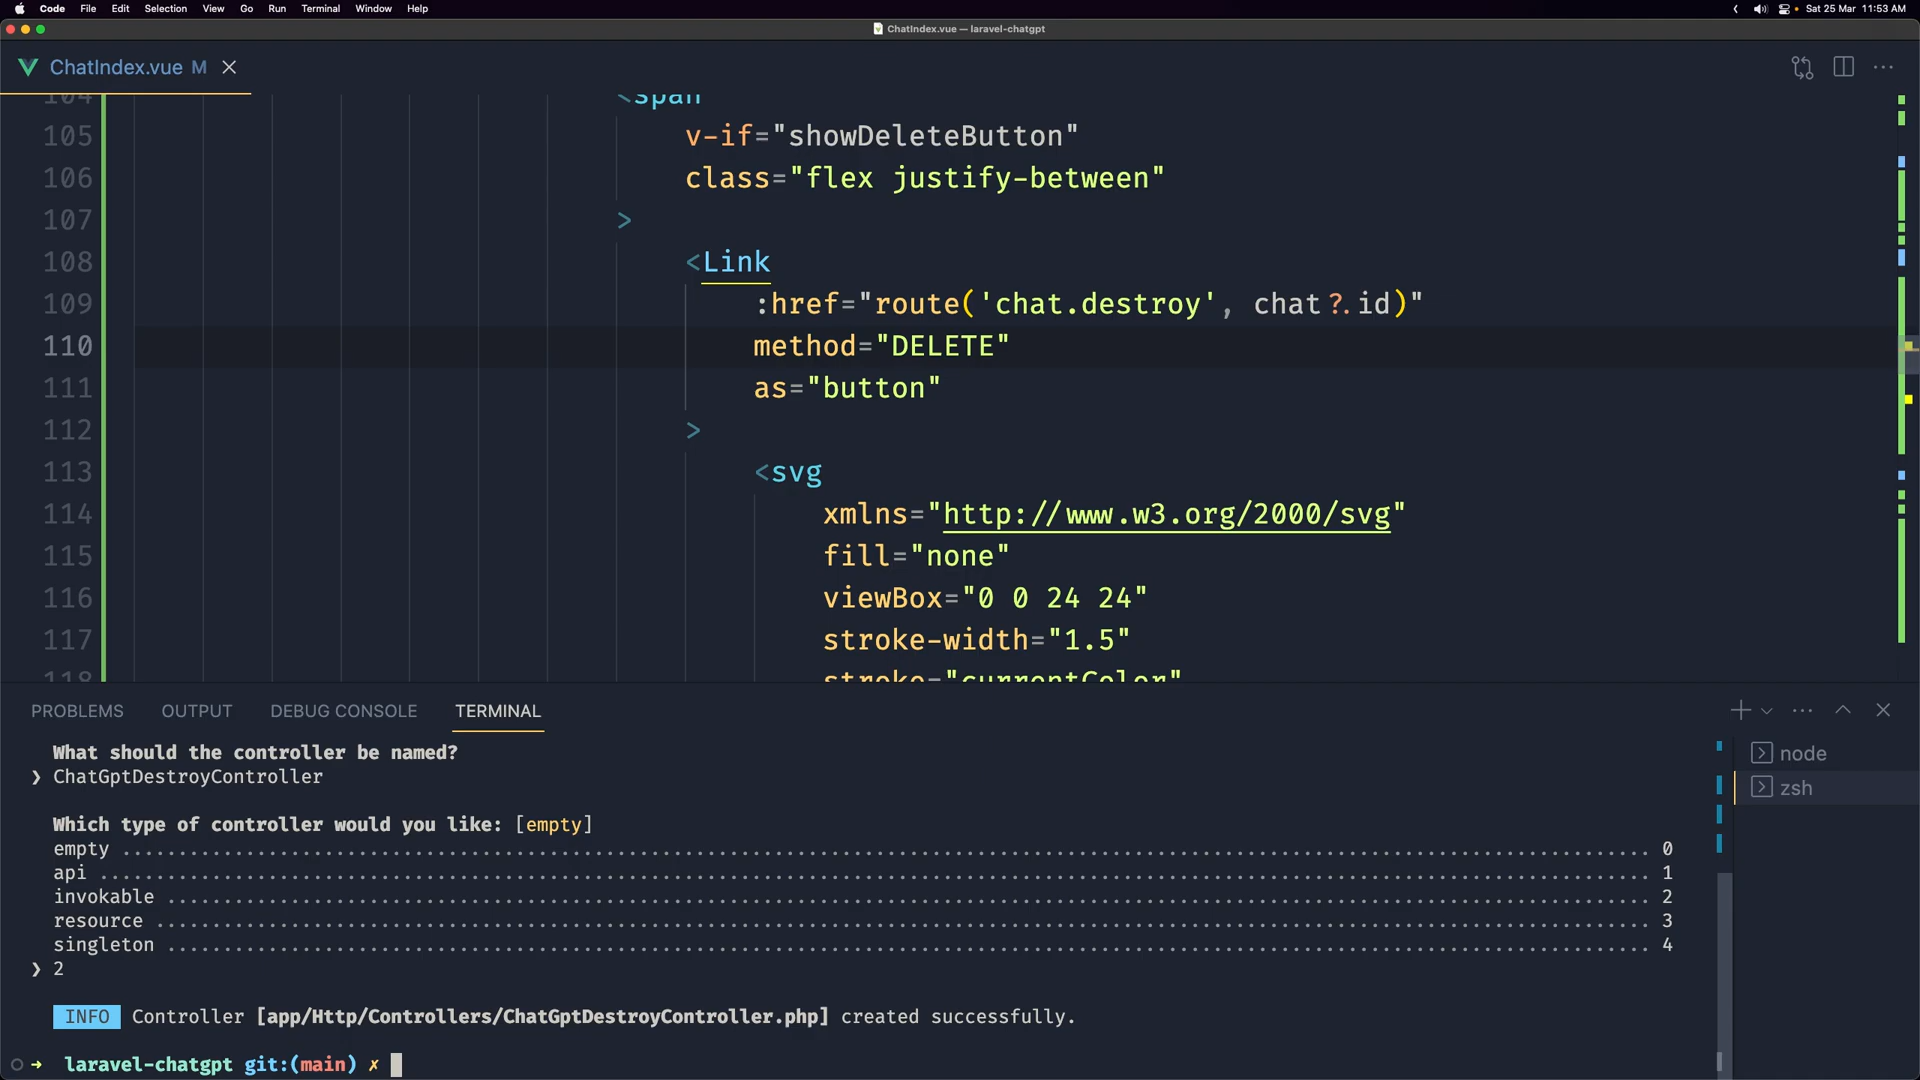 Code File Edit Selection View Go Run Terminal Window Help Sat 25 Mar 11:53 AM
ChatIndex.vue — laravel-chatgpt
ChatIndex.vue M
104 <span
105 v-if="showDeleteButton"
106 class="flex justify-between"
107 >
108 <Link
109 :href="route('chat.destroy', chat?.id)"
110 method="DELETE"
111 as="button"
112 >
113 <svg
114 xmlns="http://www.w3.org/2000/svg"
115 fill="none"
116 viewBox="0 0 24 24"
117 stroke-width="1.5"
118 stroke="currentColor"
PROBLEMS OUTPUT DEBUG CONSOLE TERMINAL
What should the controller be named?
❯ ChatGptDestroyController
Which type of controller would you like: [empty]
empty ........................................ 0
api ........................................ 1
invokable ........................................ 2
resource ........................................ 3
singleton ........................................ 4
❯ 2
INFO Controller [app/Http/Controllers/ChatGptDestroyController.php] created successfully.
➜ laravel-chatgpt git:(main) ✗
node
zsh